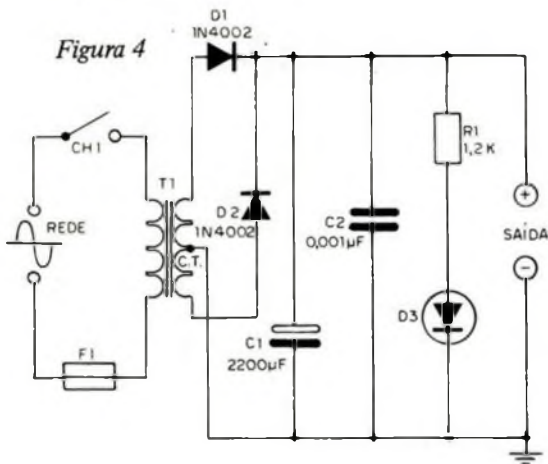 Figura 4
D1
1N4002
CH1
T1
REDE
D2
1N4002
C.T.
F1
C1
2200µF
C2
0,001µF
R1
1,2K
D3
+
SAÍDA
−